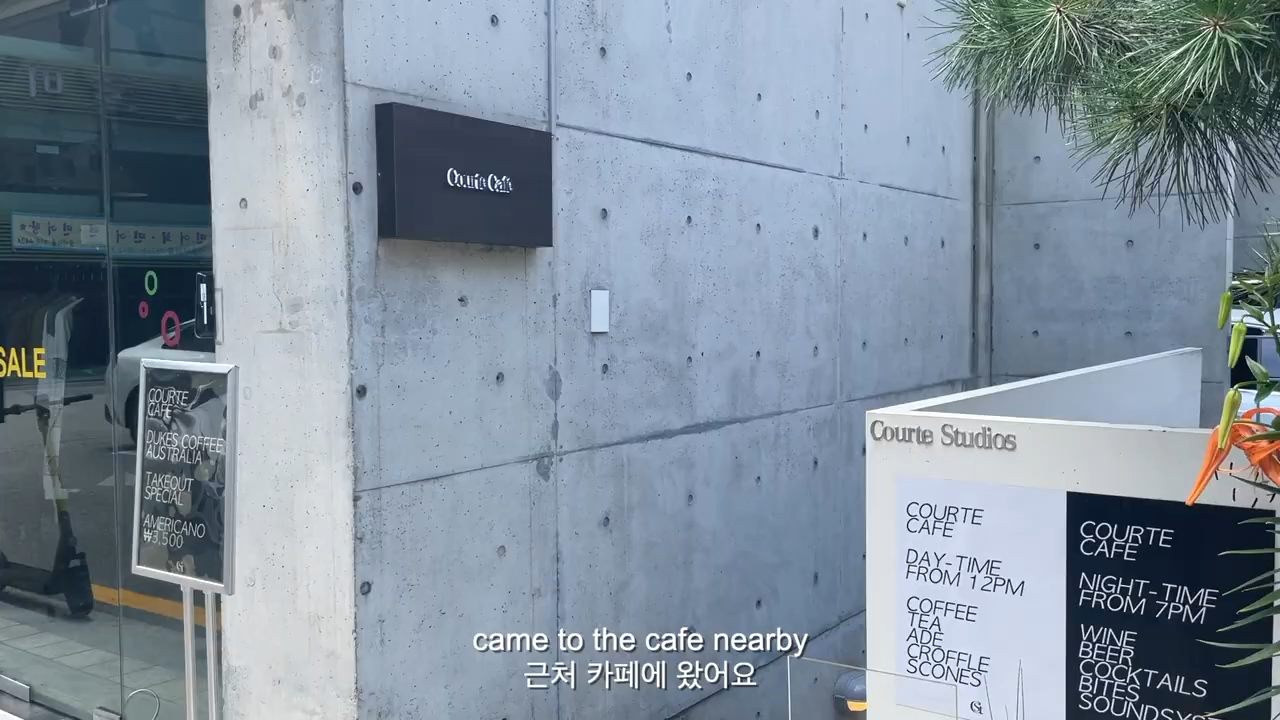 Courte Cafe
SALE
COURTE
CAFE
DUKES COFFEE
AUSTRALIA
TAKEOUT
SPECIAL
AMERICANO
₩3,500
Courte Studios
COURTE
CAFE
DAY-TIME
FROM 12PM
COFFEE
TEA
ADE
CROFFLE
SCONES
COURTE
CAFE
NIGHT-TIME
FROM 7PM
WINE
BEER
COCKTAILS
BITES
came to the cafe nearby
근처 카페에 왔어요